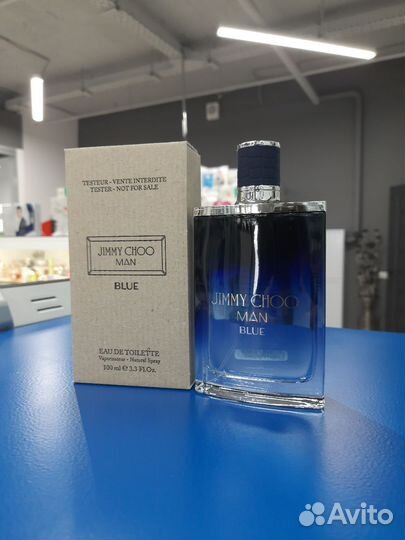 TESTEUR - VENTE INTERDITE
TESTER - NOT FOR SALE
JIMMY CHOO
MAN
BLUE
EAU DE TOILETTE
Vaporisateur - Natural Spray
100 ml ℮ 3.3 Fl.Oz.
JIMMY CHOO
MAN
BLUE
Avito